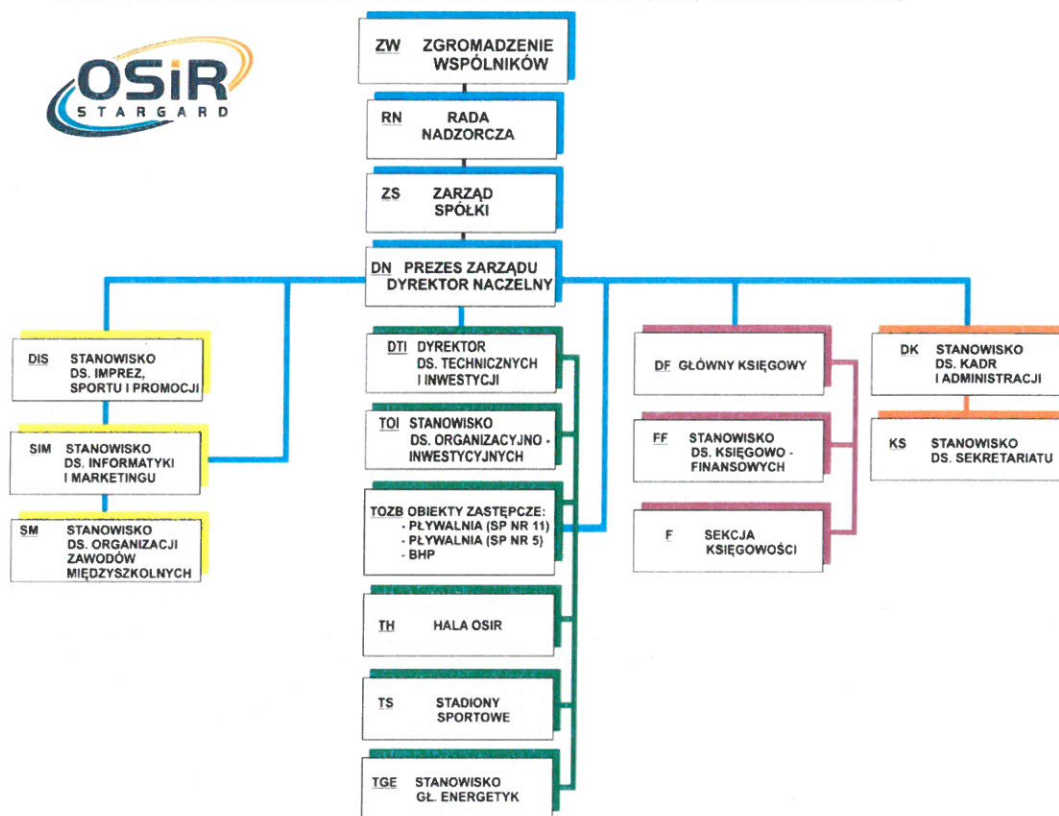 OSiR
STARGARD
ZW ZGROMADZENIE
WSPÓLNIKÓW
RN RADA
NADZORCZA
ZS ZARZĄD
SPÓŁKI
DN PREZES ZARZĄDU
DYREKTOR NACZELNY
DIS STANOWISKO
DS. IMPREZ,
SPORTU I PROMOCJI
SIM STANOWISKO
DS. INFORMATYKI
I MARKETINGU
SM STANOWISKO
DS. ORGANIZACJI
ZAWODÓW
MIĘDZYSZKOLNYCH
DTI DYREKTOR
DS. TECHNICZNYCH
I INWESTYCJI
TOI STANOWISKO
DS. ORGANIZACYJNO -
INWESTYCYJNYCH
TOZB OBIEKTY ZASTĘPCZE:
- PŁYWALNIA (SP NR 11)
- PŁYWALNIA (SP NR 5)
- BHP
TH HALA OSIR
TS STADIONY
SPORTOWE
TGE STANOWISKO
GŁ. ENERGETYK
DF GŁÓWNY KSIĘGOWY
FF STANOWISKO
DS. KSIĘGOWO -
FINANSOWYCH
F SEKCJA
KSIĘGOWOŚCI
DK STANOWISKO
DS. KADR
I ADMINISTRACJI
KS STANOWISKO
DS. SEKRETARIATU